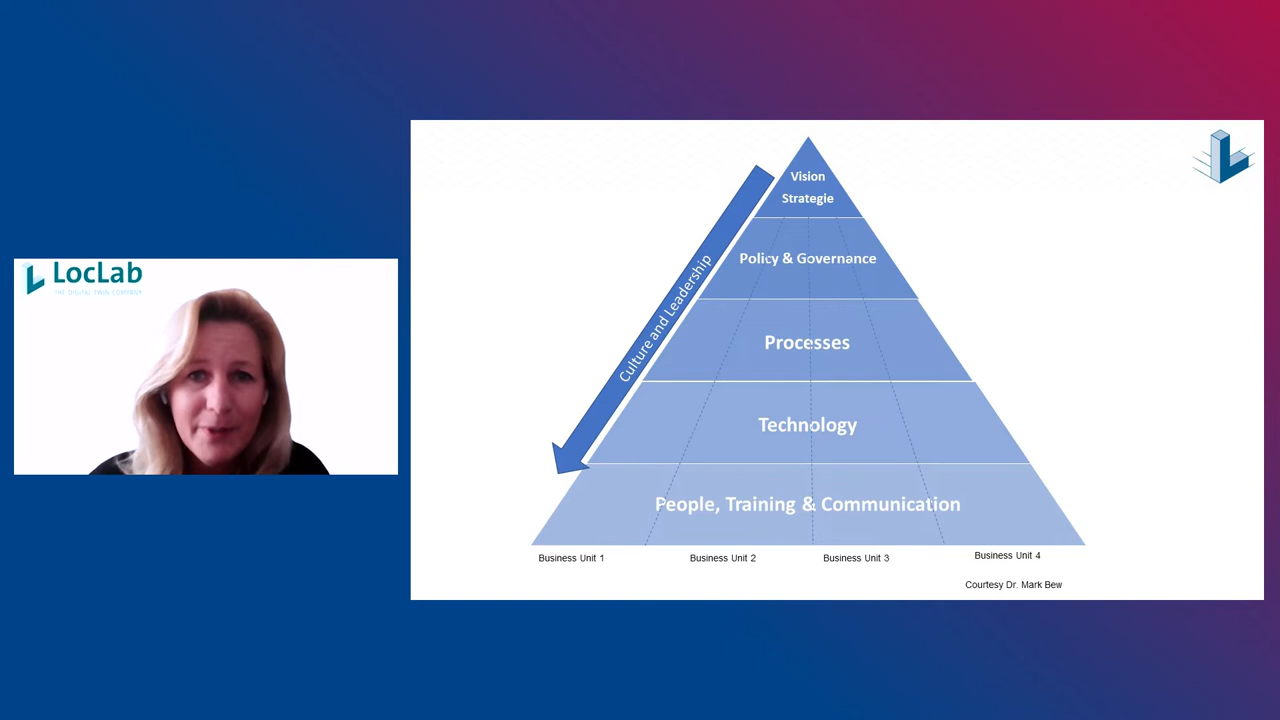 LocLab
THE DIGITAL TWIN COMPANY
Vision
Strategie
Policy & Governance
Processes
Technology
People, Training & Communication
Culture and Leadership
Business Unit 1
Business Unit 2
Business Unit 3
Business Unit 4
Courtesy Dr. Mark Bew